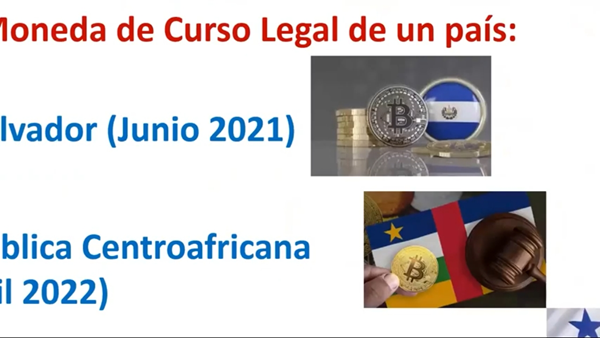 Moneda de Curso Legal de un país:
lvador (Junio 2021)
blica Centroafricana
il 2022)